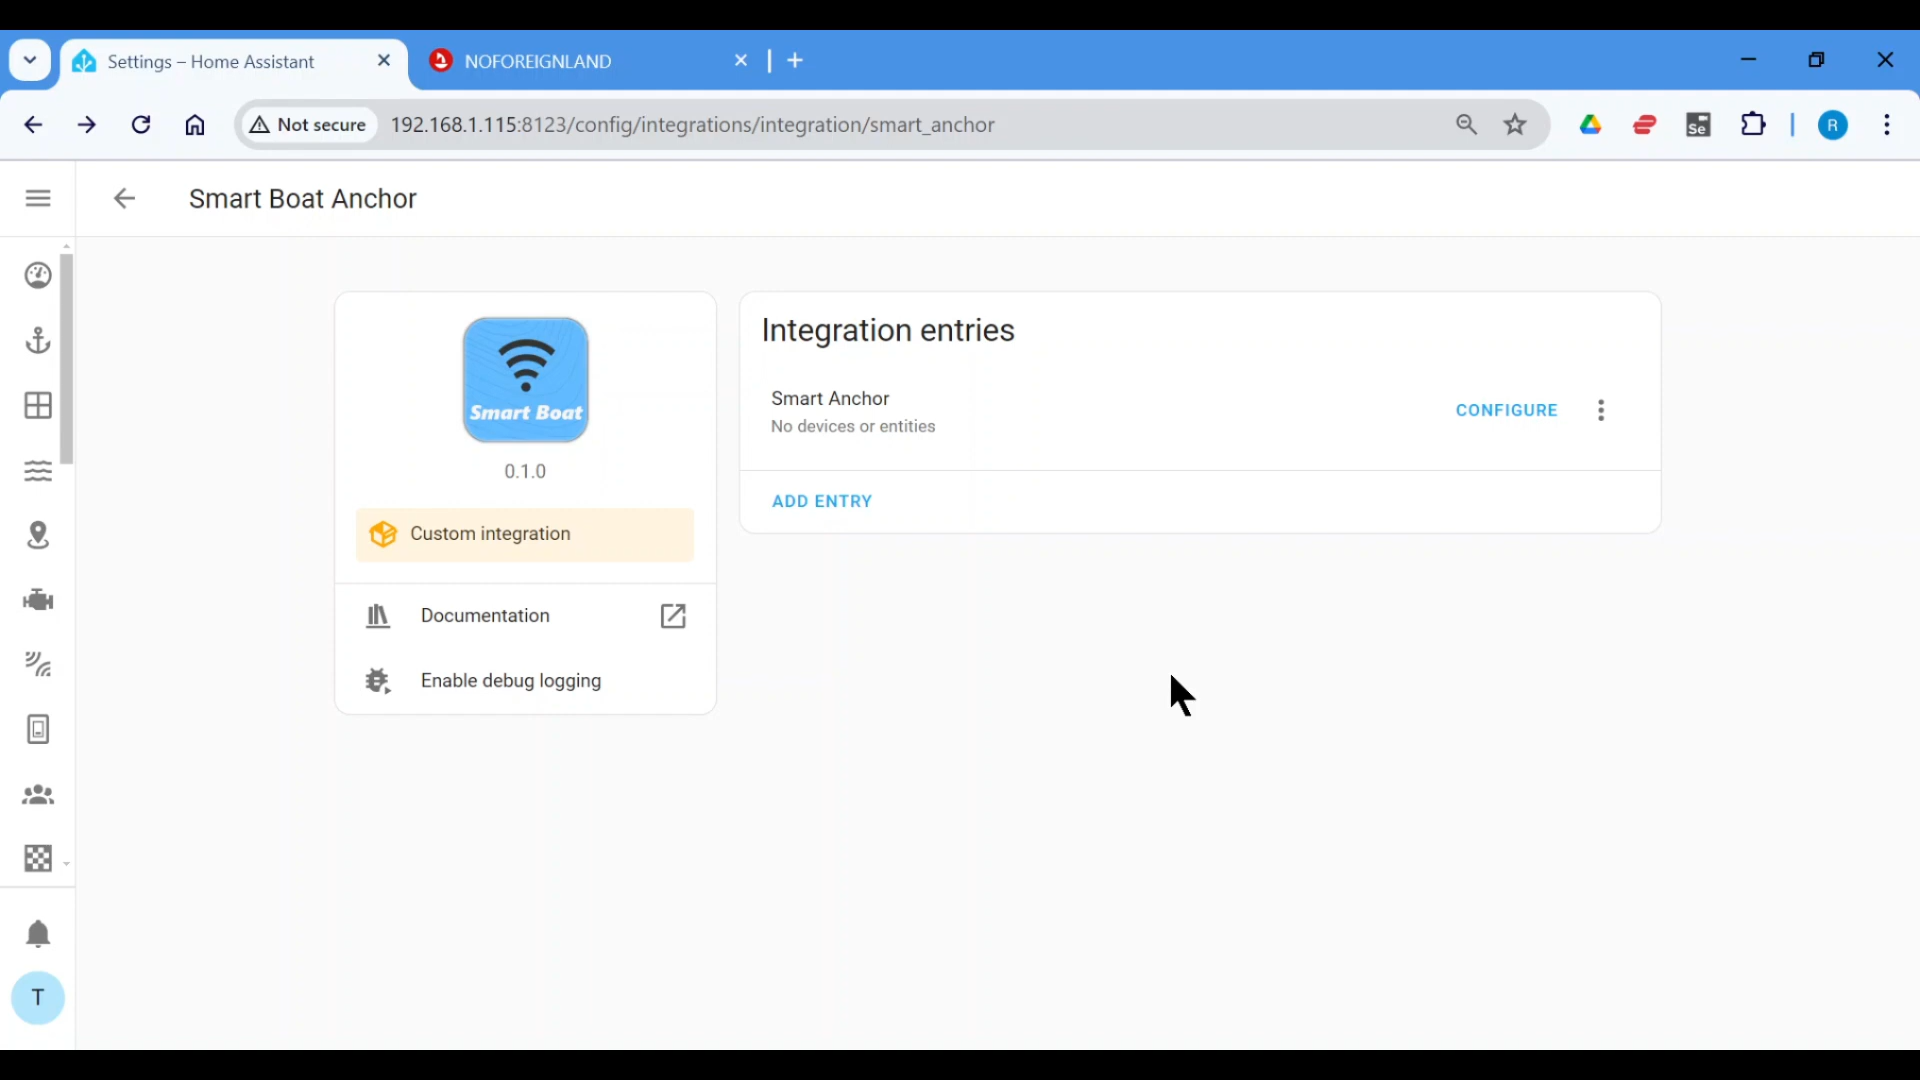 Settings – Home Assistant
NOFOREIGNLAND
Not secure
192.168.1.115:8123/config/integrations/integration/smart_anchor
Se
R
Smart Boat Anchor
Smart Boat
0.1.0
Custom integration
Documentation
Enable debug logging
Integration entries
Smart Anchor
No devices or entities
CONFIGURE
ADD ENTRY
T